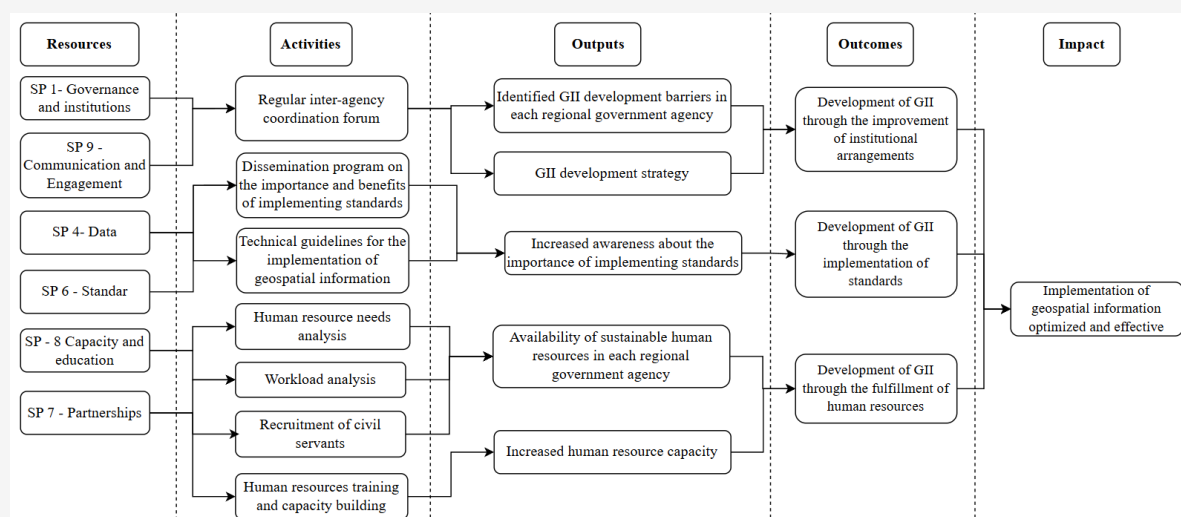 Resources
Activities
Outputs
Outcomes
Impact
SP 1- Governance
and institutions
SP 9 -
Communication and
Engagement
SP 4- Data
SP 6 - Standar
SP - 8 Capacity and
education
SP 7 - Partnerships
Regular inter-agency
coordination forum
Dissemination program on
the importance and benefits
of implementing standards
Technical guidelines for the
implementation of
geospatial information
Human resource needs
analysis
Workload analysis
Recruitment of civil
servants
Human resources training
and capacity building
Identified GII development barriers in
each regional government agency
GII development strategy
Increased awareness about the
importance of implementing standards
Availability of sustainable human
resources in each regional
government agency
Increased human resource capacity
Development of GII
through the improvement
of institutional
arrangements
Development of GII
through the
implementation of
standards
Development of GII
through the fulfillment of
human resources
Implementation of
geospatial information
optimized and effective